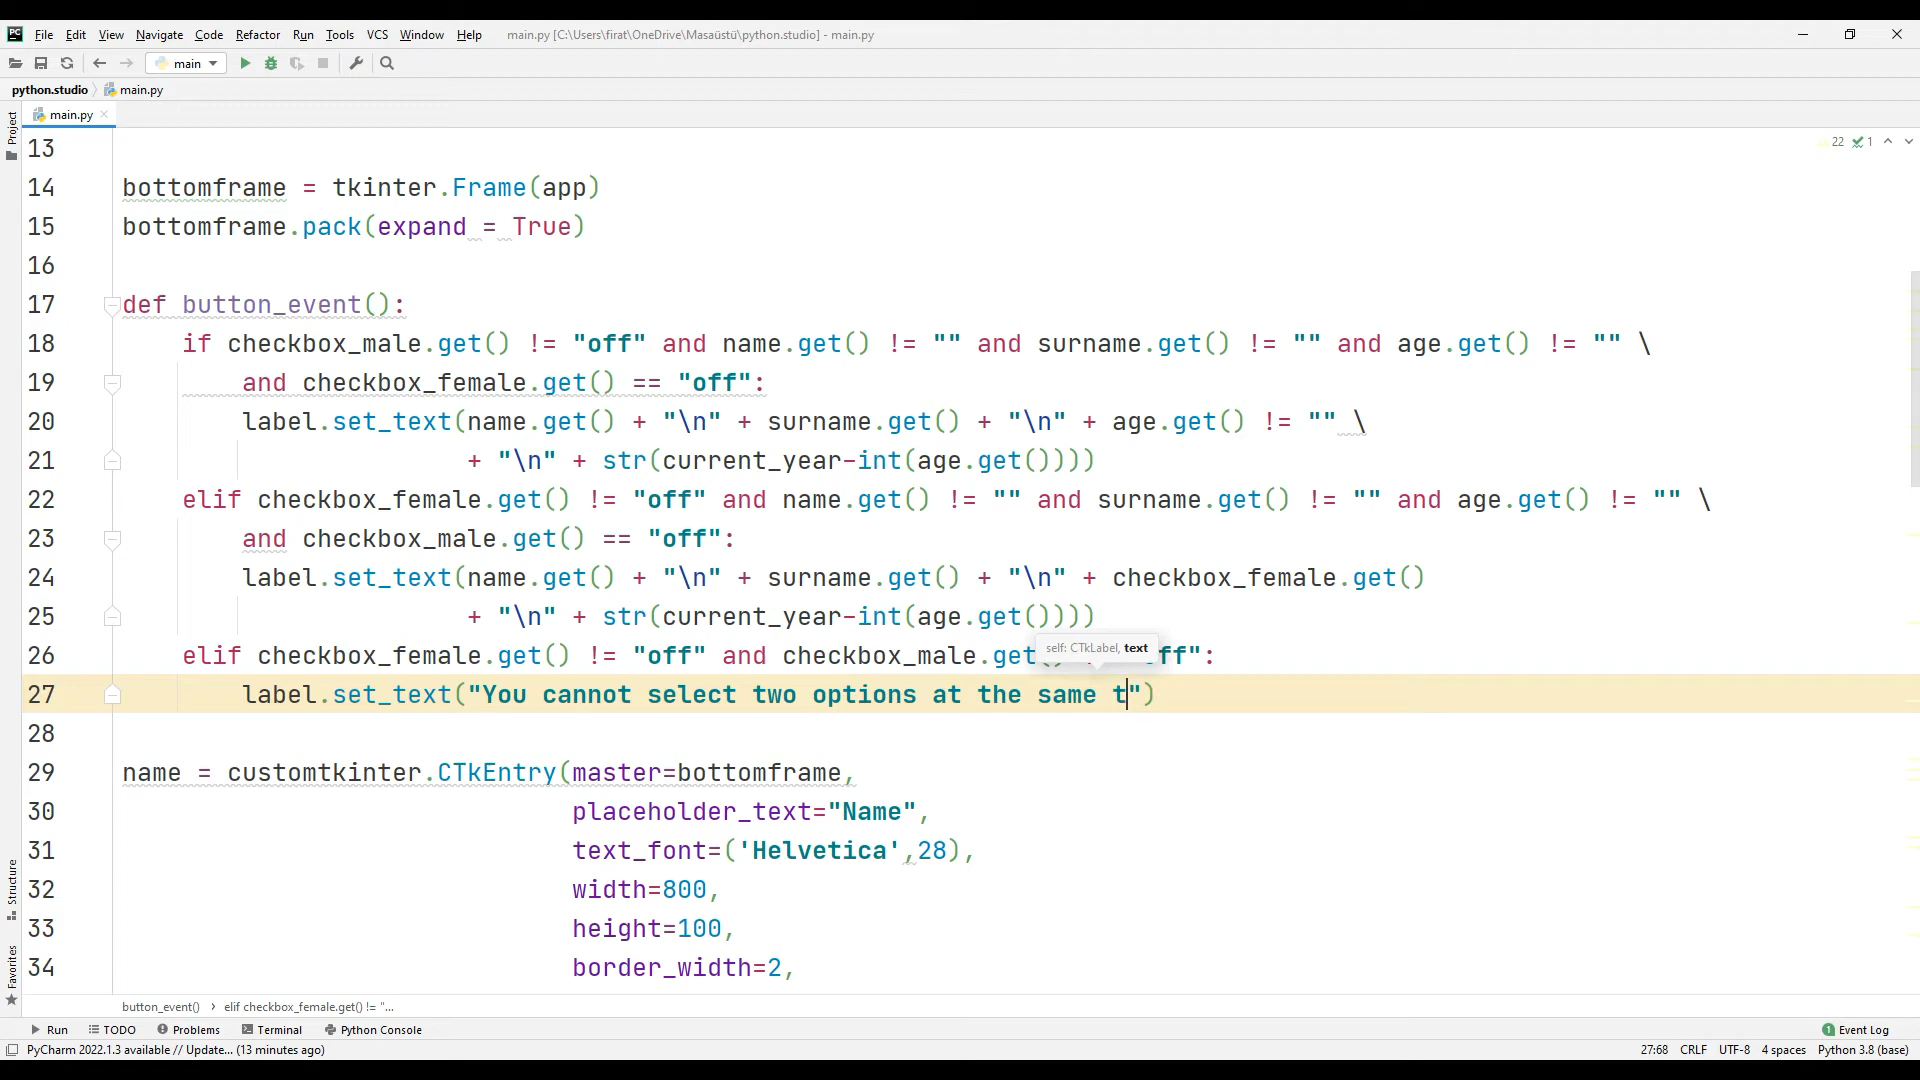 PC File Edit View Navigate Code Refactor Run Tools VCS Window Help main.py [C:\Users\firat\OneDrive\Masaüstü\python.studio] - main.py
main
python.studio main.py
Project
main.py
22 1
13
14 bottomframe = tkinter.Frame(app)
15 bottomframe.pack(expand = True)
16
17 def button_event():
18 if checkbox_male.get() != "off" and name.get() != "" and surname.get() != "" and age.get() != "" \
19 and checkbox_female.get() == "off":
20 label.set_text(name.get() + "\n" + surname.get() + "\n" + age.get() != "" \
21 + "\n" + str(current_year-int(age.get())))
22 elif checkbox_female.get() != "off" and name.get() != "" and surname.get() != "" and age.get() != "" \
23 and checkbox_male.get() == "off":
24 label.set_text(name.get() + "\n" + surname.get() + "\n" + checkbox_female.get()
25 + "\n" + str(current_year-int(age.get())))
self: CTkLabel, text
26 elif checkbox_female.get() != "off" and checkbox_male.get off":
27 label.set_text("You cannot select two options at the same t")
28
29 name = customtkinter.CTkEntry(master=bottomframe,
30 placeholder_text="Name",
31 text_font=('Helvetica',28),
32 width=800,
33 height=100,
34 border_width=2,
Structure
Favorites
button_event() › elif checkbox_female.get() != "...
Run TODO Problems Terminal Python Console 1 Event Log
PyCharm 2022.1.3 available // Update... (13 minutes ago) 27:68 CRLF UTF-8 4 spaces Python 3.8 (base)